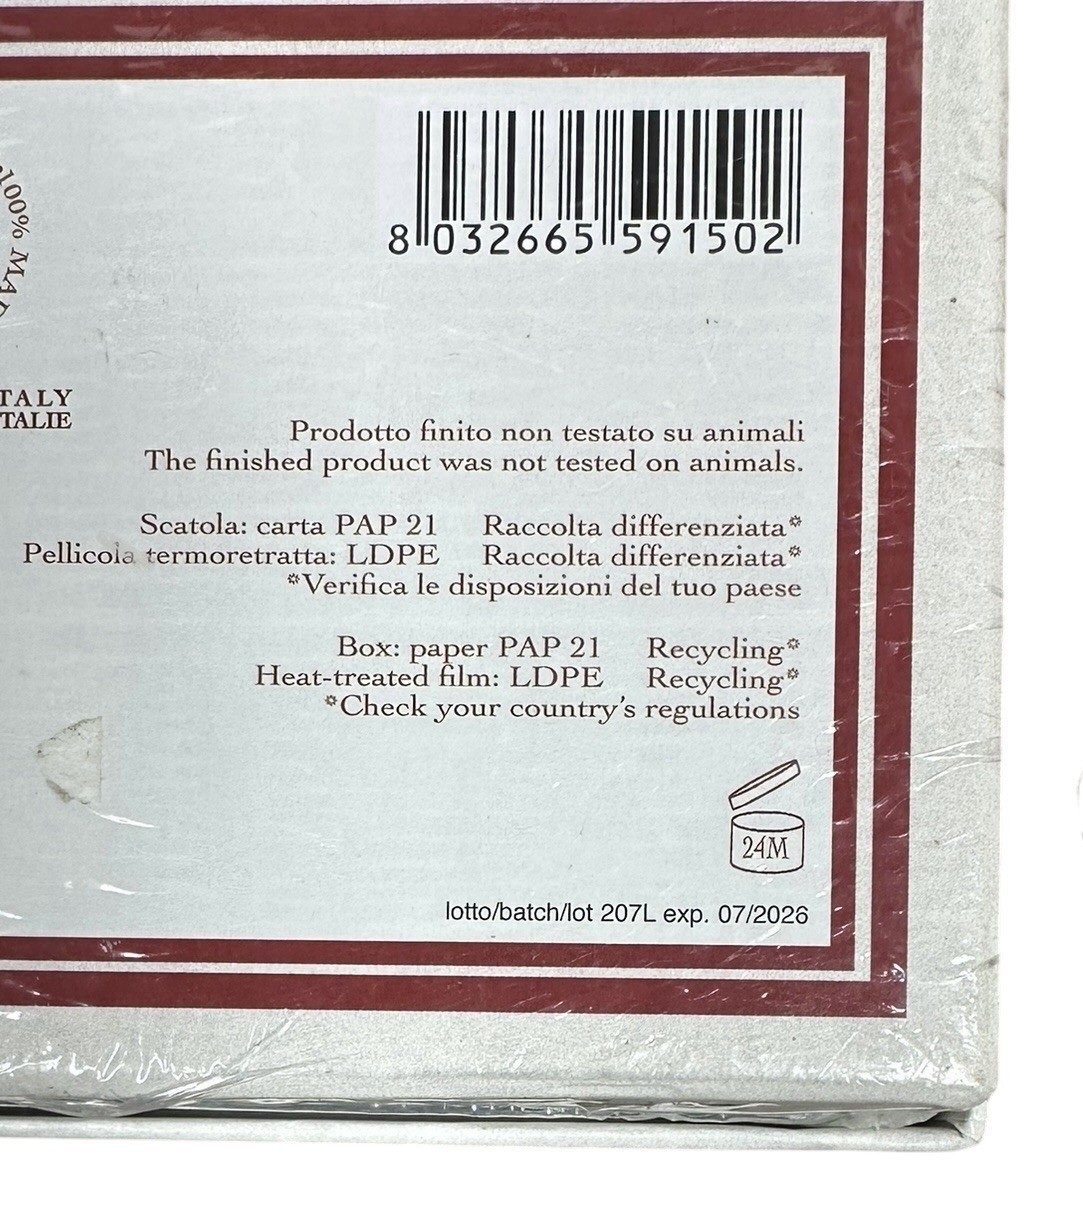 100% MAD
8 032665 591502
TALY
TALIE
Prodotto finito non testato su animali
The finished product was not tested on animals.
Scatola: carta PAP 21 Raccolta differenziata*
Pellicola termoretratta: LDPE Raccolta differenziata*
*Verifica le disposizioni del tuo paese
Box: paper PAP 21 Recycling*
Heat-treated film: LDPE Recycling*
*Check your country's regulations
24M
lotto/batch/lot 207L exp. 07/2026